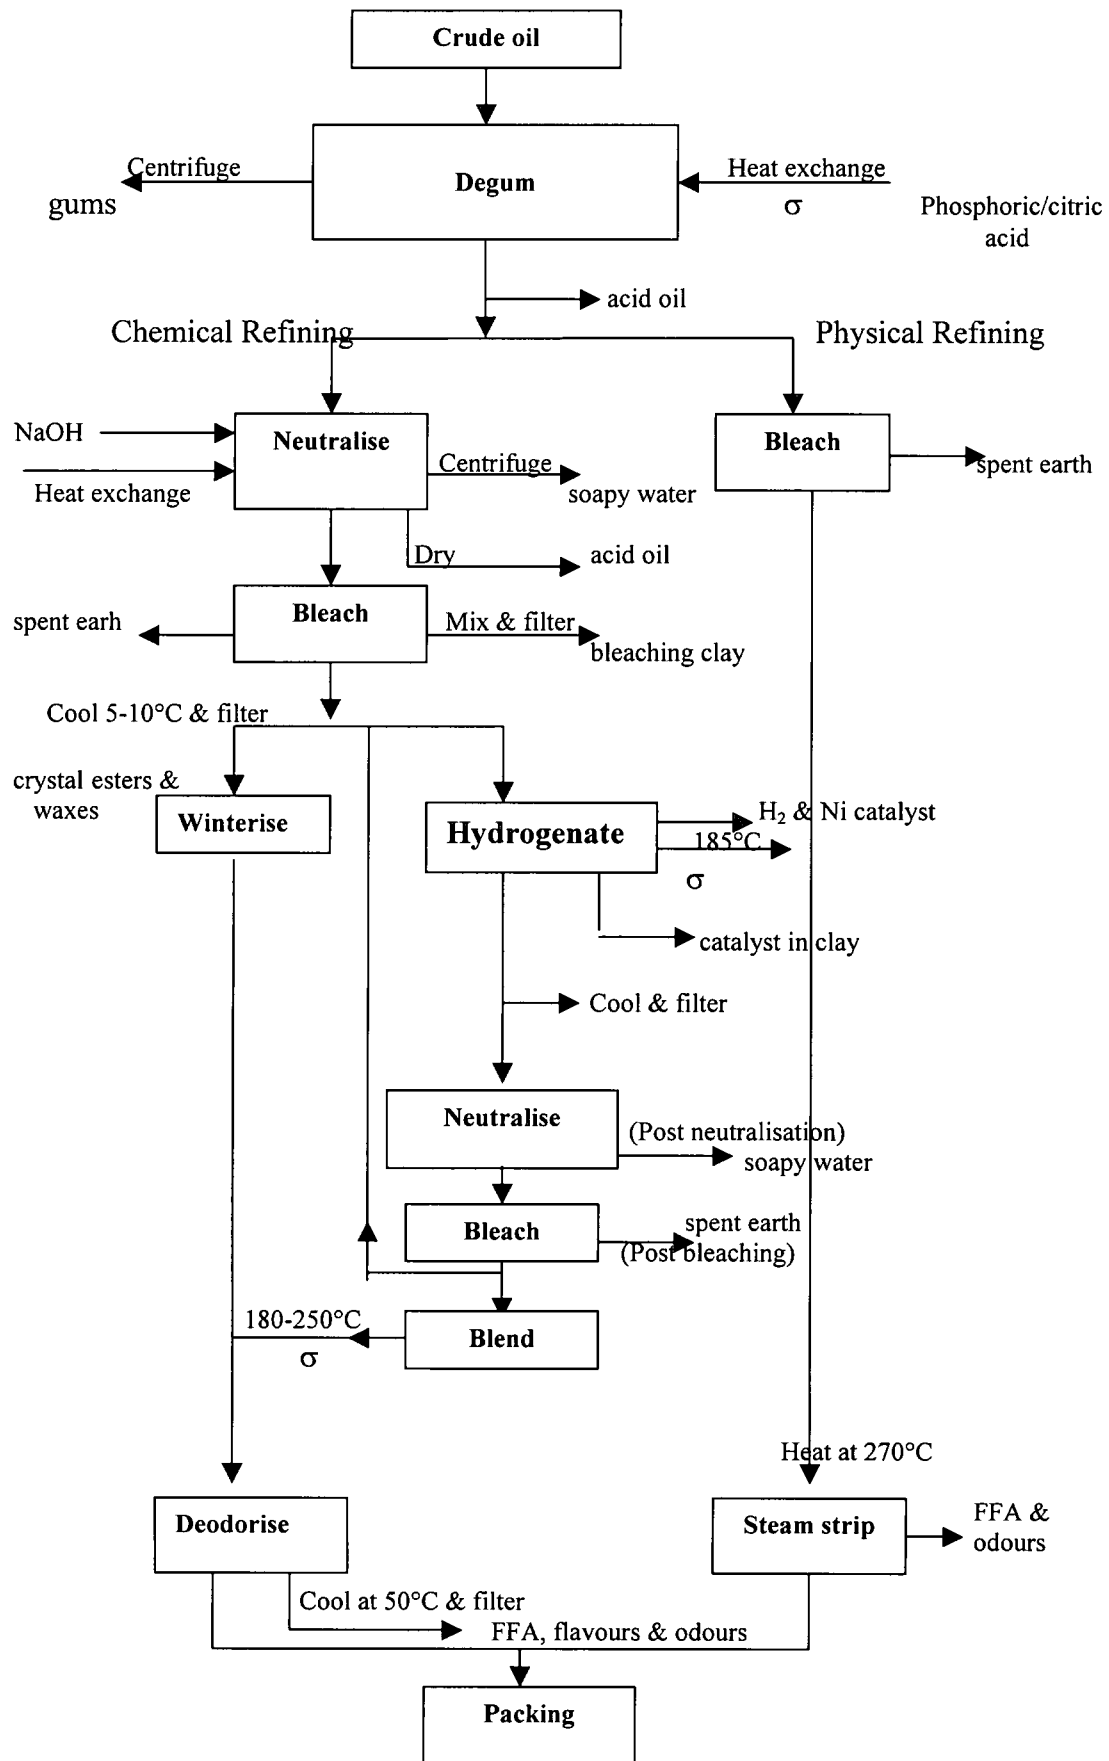 Crude oil
Centrifuge
gums
Degum
Heat exchange
σ
Phosphoric/citric
acid
acid oil
Chemical Refining
Physical Refining
NaOH
Heat exchange
Neutralise
Centrifuge
soapy water
Bleach
spent earth
Dry
acid oil
spent earh
Bleach
Mix & filter
bleaching clay
Cool 5-10°C & filter
crystal esters &
waxes
Winterise
Hydrogenate
H₂ & Ni catalyst
185°C
σ
catalyst in clay
Cool & filter
Neutralise
(Post neutralisation)
soapy water
Bleach
spent earth
(Post bleaching)
180-250°C
σ
Blend
Heat at 270°C
Deodorise
Steam strip
FFA &
odours
Cool at 50°C & filter
FFA, flavours & odours
Packing